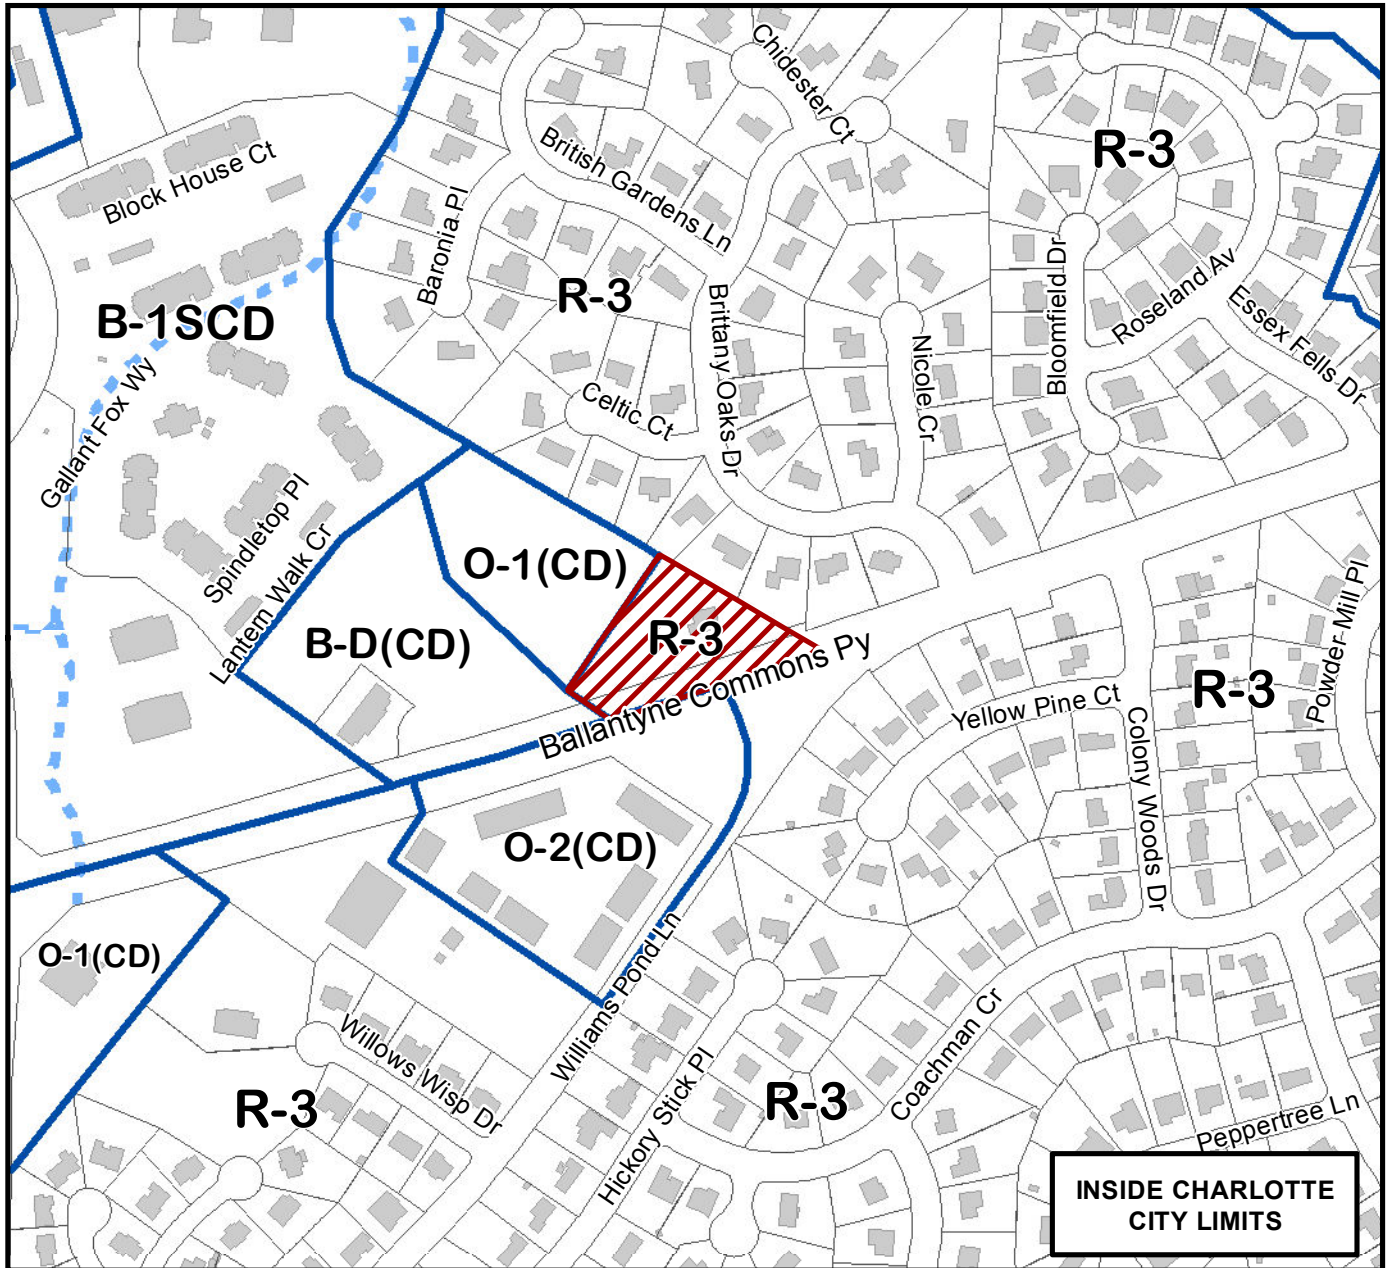 Chidester Ct
R-3
British Gardens Ln
Block House Ct
Baronia Pl
R-3
Bloomfield Dr
Roseland Av
Essex Fells Dr
B-1SCD
Brittany Oaks Dr
Nicole Cr
Gallant Fox Wy
Celtic Ct
Spindletop Pl
Lantern Walk Cr
O-1(CD)
B-D(CD)
R-3
Ballantyne Commons Py
Powder Mill Pl
R-3
Yellow Pine Ct
Colony Woods Dr
O-2(CD)
O-1(CD)
Williams Pond Ln
Willows Wisp Dr
R-3
Hickory Stick Pl
R-3
Coachman Cr
Peppertree Ln
INSIDE CHARLOTTE
CITY LIMITS